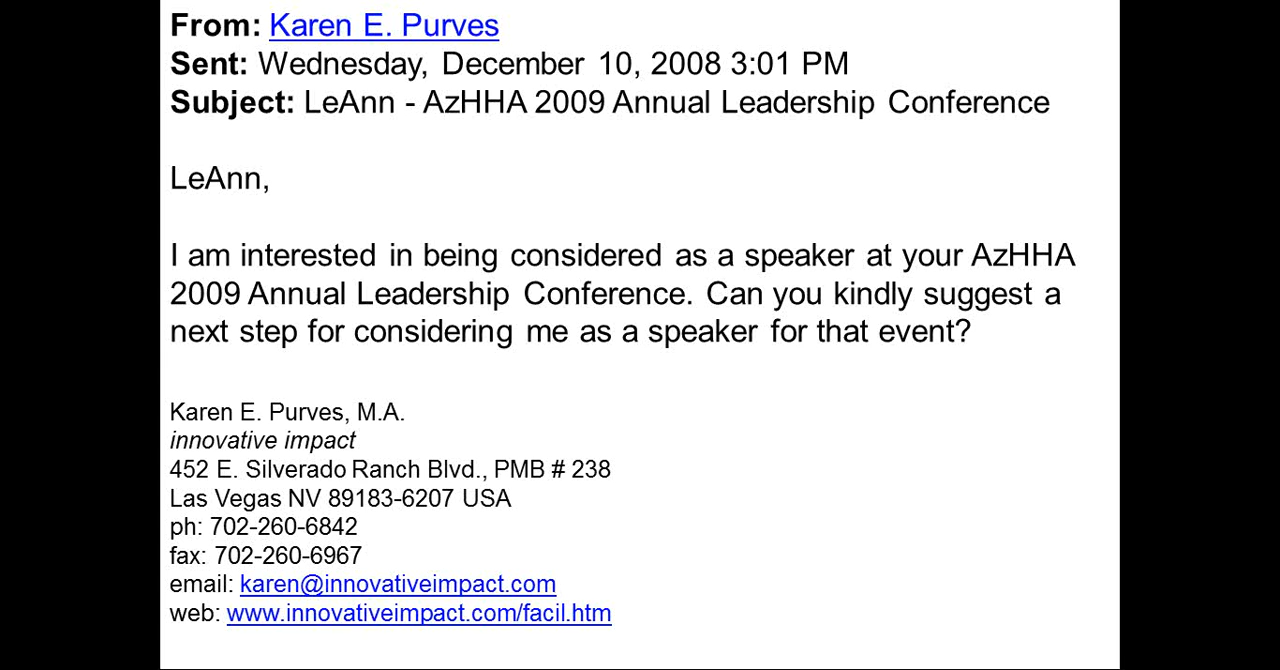 From: Karen E. Purves
Sent: Wednesday, December 10, 2008 3:01 PM
Subject: LeAnn - AzHHA 2009 Annual Leadership Conference
LeAnn,
I am interested in being considered as a speaker at your AzHHA
2009 Annual Leadership Conference. Can you kindly suggest a
next step for considering me as a speaker for that event?
Karen E. Purves, M.A.
innovative impact
452 E. Silverado Ranch Blvd., PMB # 238
Las Vegas NV 89183-6207 USA
ph: 702-260-6842
fax: 702-260-6967
email: karen@innovativeimpact.com
web: www.innovativeimpact.com/facil.htm